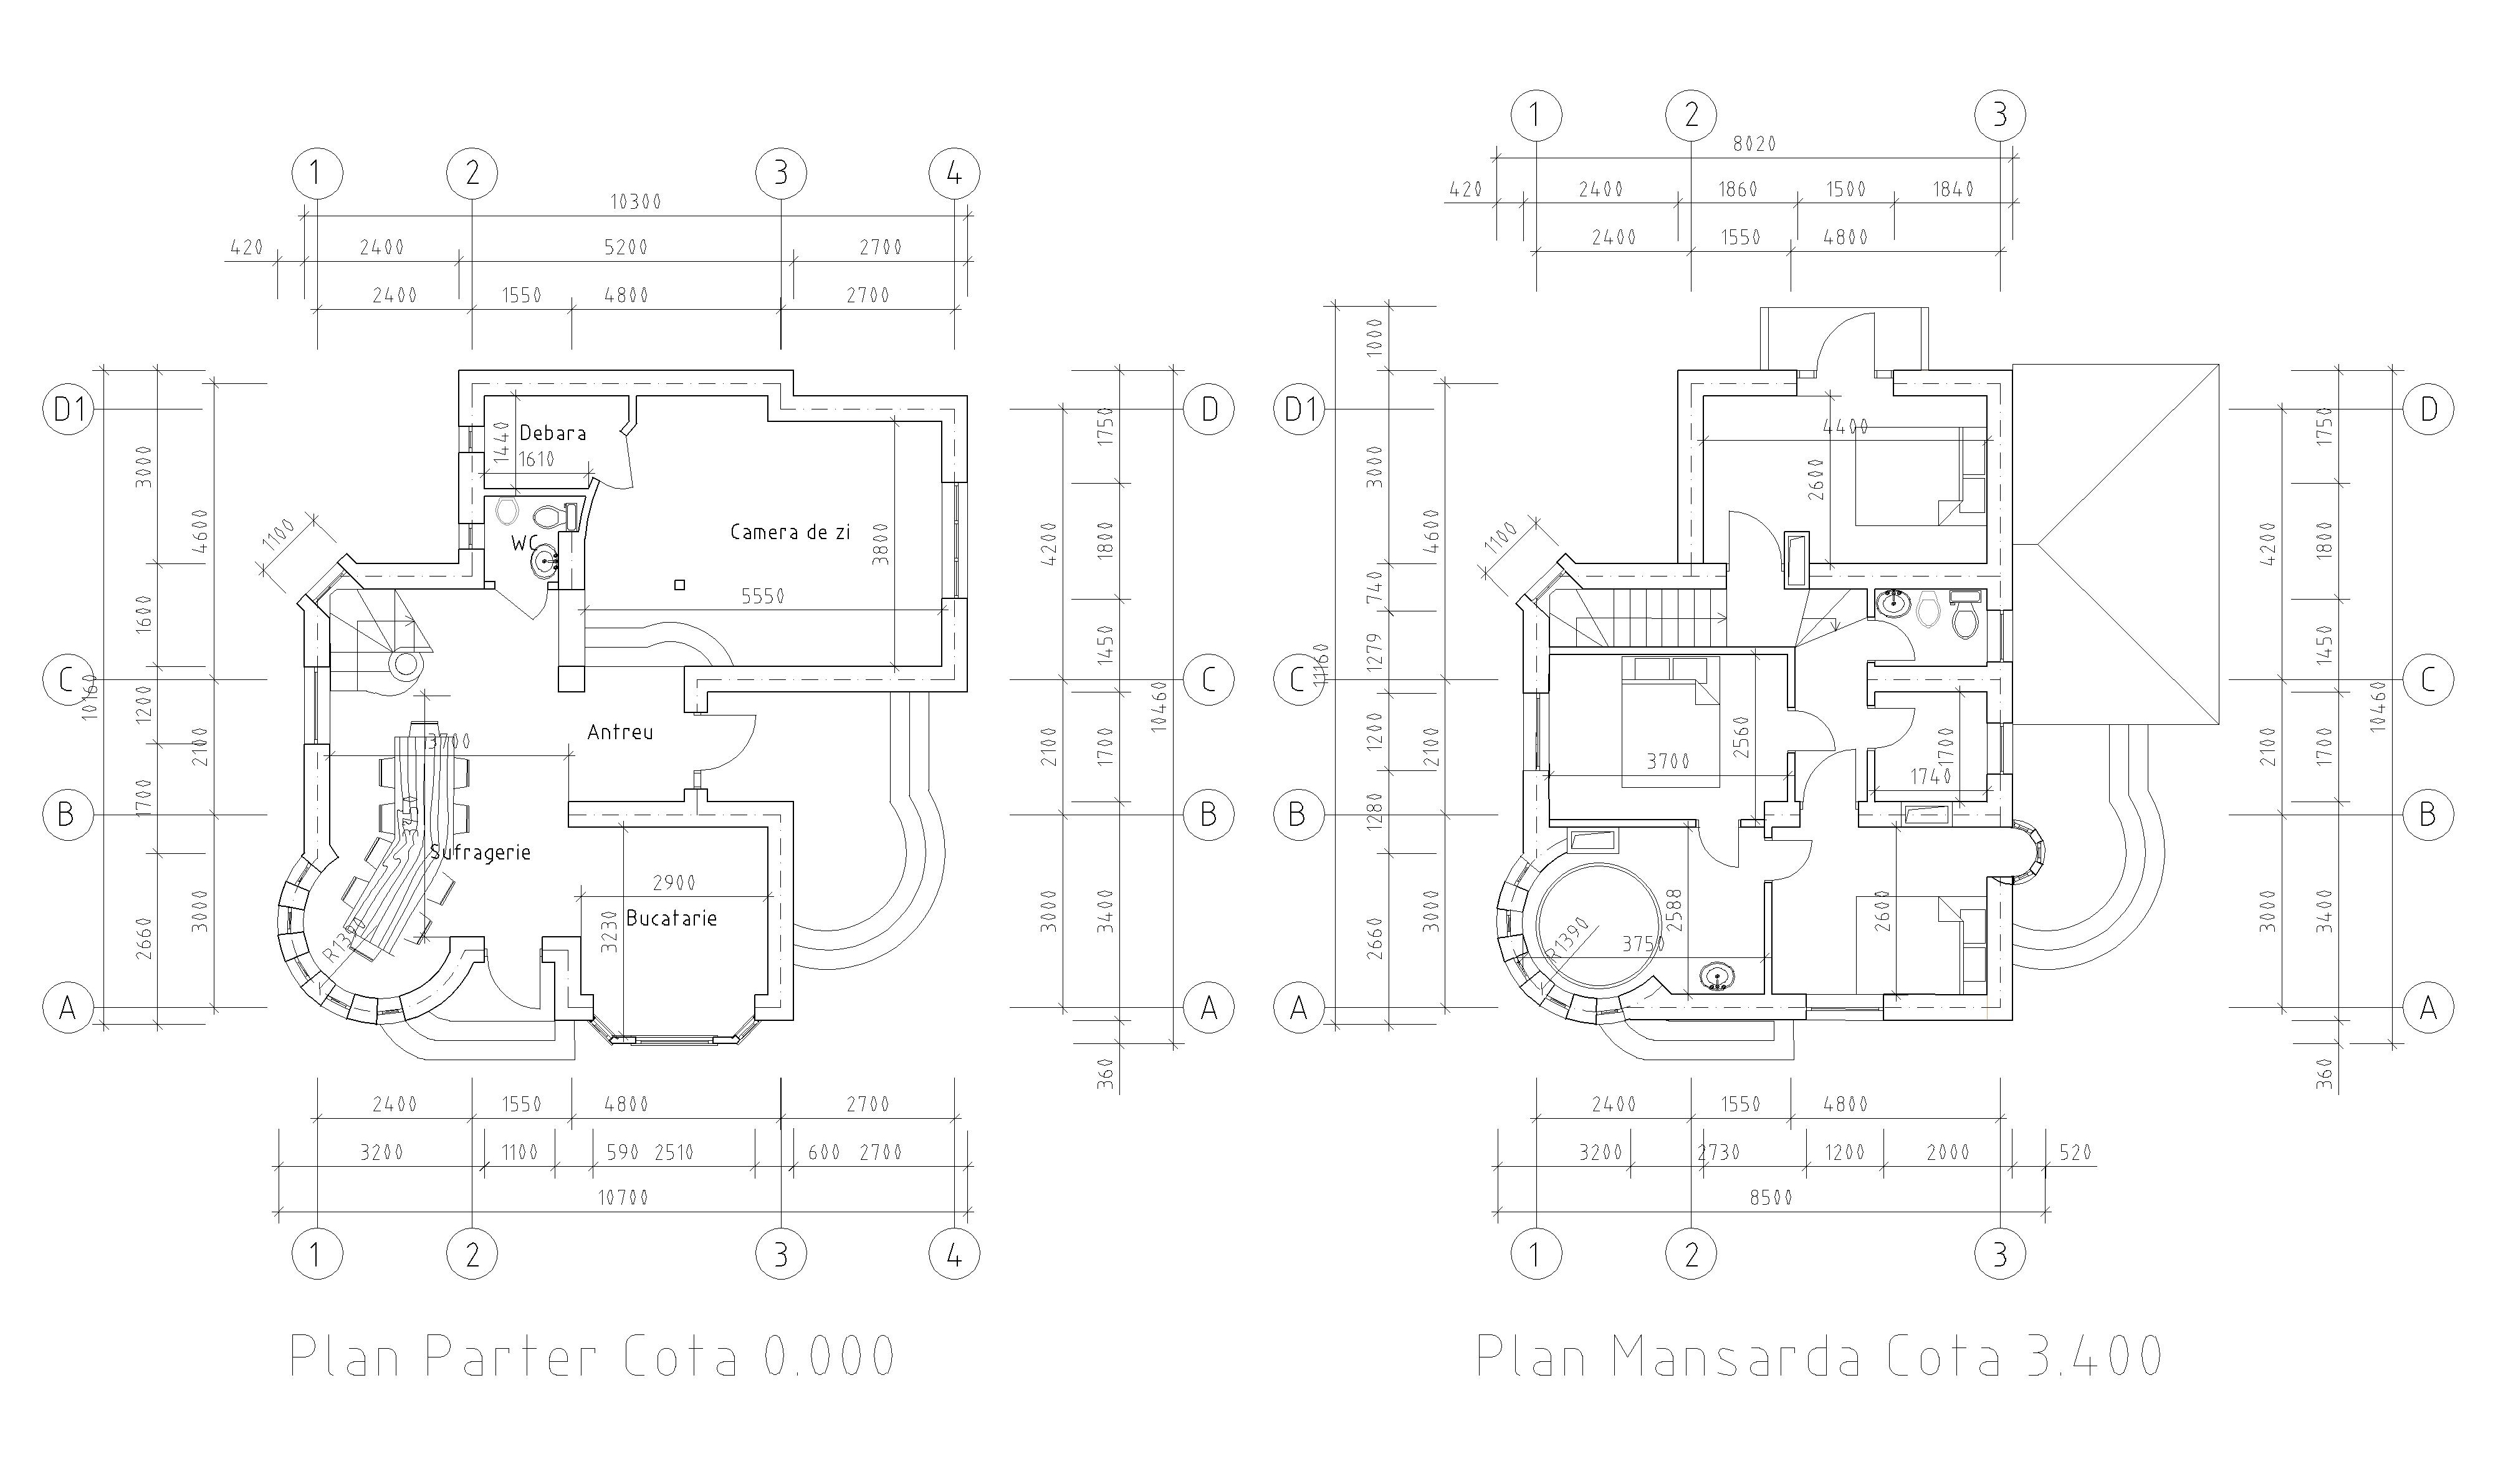 1 2 3 4
10300
420 2400 5200 2700
2400 1550 4800 2700
D1
C
B
A
3000
1600
1200
1700
2660
4600
2100
3000
10160
1100
Debara
1440
1610
WC
Camera de zi
3800
5550
Antreu
3700
Sufragerie
2900
Bucatarie
3230
D
C
B
A
4200
2100
3000
1750
1800
1450
1700
3400
360
10460
2400 1550 4800 2700
3200 1100 590 2510 600 2700
10700
1 2 3 4
Plan Parter Cota 0.000
1 2 3
8020
420 2400 1860 1500 1840
2400 1550 4800
D1
C
B
A
11160
1000
3000
740
1279
1200
1280
2660
4600
2100
3000
1100
4400
2600
2560
3700
1700
1740
2588
3750
R1390
2600
D
C
B
A
4200
2100
3000
1750
1800
1450
1700
3400
360
10460
2400 1550 4800
3200 2730 1200 2000 520
8500
1 2 3
Plan Mansarda Cota 3.400